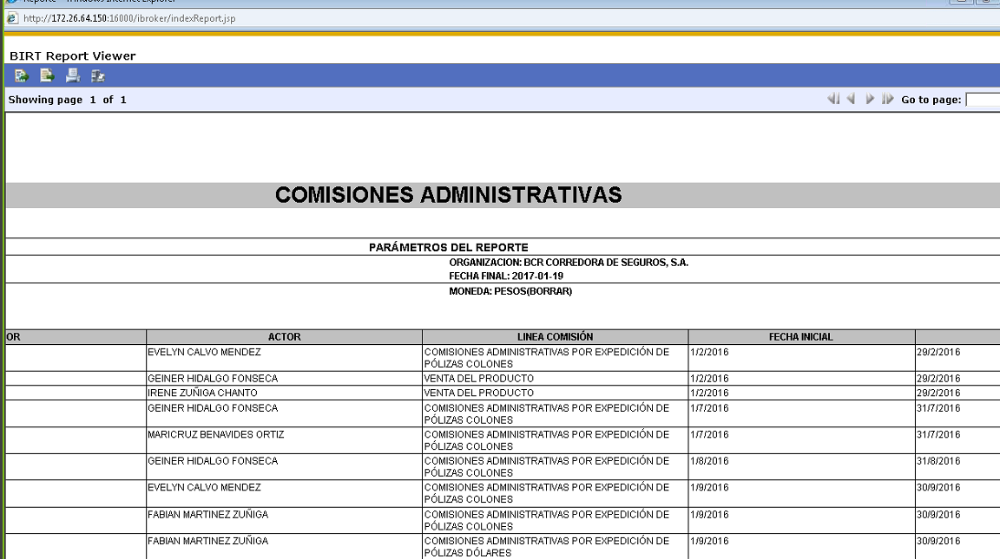 Reporte - Windows Internet Explorer
http://172.26.64.150:16000/ibroker/indexReport.jsp
BIRT Report Viewer
Showing page 1 of 1
Go to page:
COMISIONES ADMINISTRATIVAS
PARÁMETROS DEL REPORTE
ORGANIZACION: BCR CORREDORA DE SEGUROS, S.A.
FECHA FINAL: 2017-01-19
MONEDA: PESOS(BORRAR)
OR ACTOR LINEA COMISIÓN FECHA INICIAL
EVELYN CALVO MENDEZ COMISIONES ADMINISTRATIVAS POR EXPEDICIÓN DE 1/2/2016 29/2/2016
PÓLIZAS COLONES
GEINER HIDALGO FONSECA VENTA DEL PRODUCTO 1/2/2016 29/2/2016
IRENE ZUÑIGA CHANTO VENTA DEL PRODUCTO 1/2/2016 29/2/2016
GEINER HIDALGO FONSECA COMISIONES ADMINISTRATIVAS POR EXPEDICIÓN DE 1/7/2016 31/7/2016
PÓLIZAS COLONES
MARICRUZ BENAVIDES ORTIZ COMISIONES ADMINISTRATIVAS POR EXPEDICIÓN DE 1/7/2016 31/7/2016
PÓLIZAS COLONES
GEINER HIDALGO FONSECA COMISIONES ADMINISTRATIVAS POR EXPEDICIÓN DE 1/8/2016 31/8/2016
PÓLIZAS COLONES
EVELYN CALVO MENDEZ COMISIONES ADMINISTRATIVAS POR EXPEDICIÓN DE 1/9/2016 30/9/2016
PÓLIZAS COLONES
FABIAN MARTINEZ ZUÑIGA COMISIONES ADMINISTRATIVAS POR EXPEDICIÓN DE 1/9/2016 30/9/2016
PÓLIZAS COLONES
FABIAN MARTINEZ ZUÑIGA COMISIONES ADMINISTRATIVAS POR EXPEDICIÓN DE 1/9/2016 30/9/2016
PÓLIZAS DÓLARES